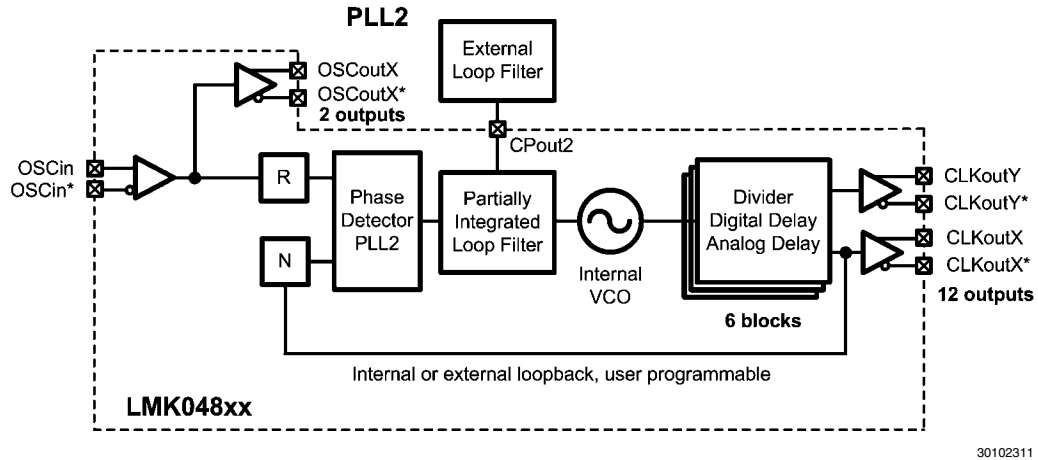 PLL2
External
Loop Filter
OSCoutX
OSCoutX*
2 outputs
CPout2
OSCin
OSCin*
R
N
Phase
Detector
PLL2
Partially
Integrated
Loop Filter
Internal
VCO
Divider
Digital Delay
Analog Delay
6 blocks
CLKoutY
CLKoutY*
CLKoutX
CLKoutX*
12 outputs
Internal or external loopback, user programmable
LMK048xx
30102311